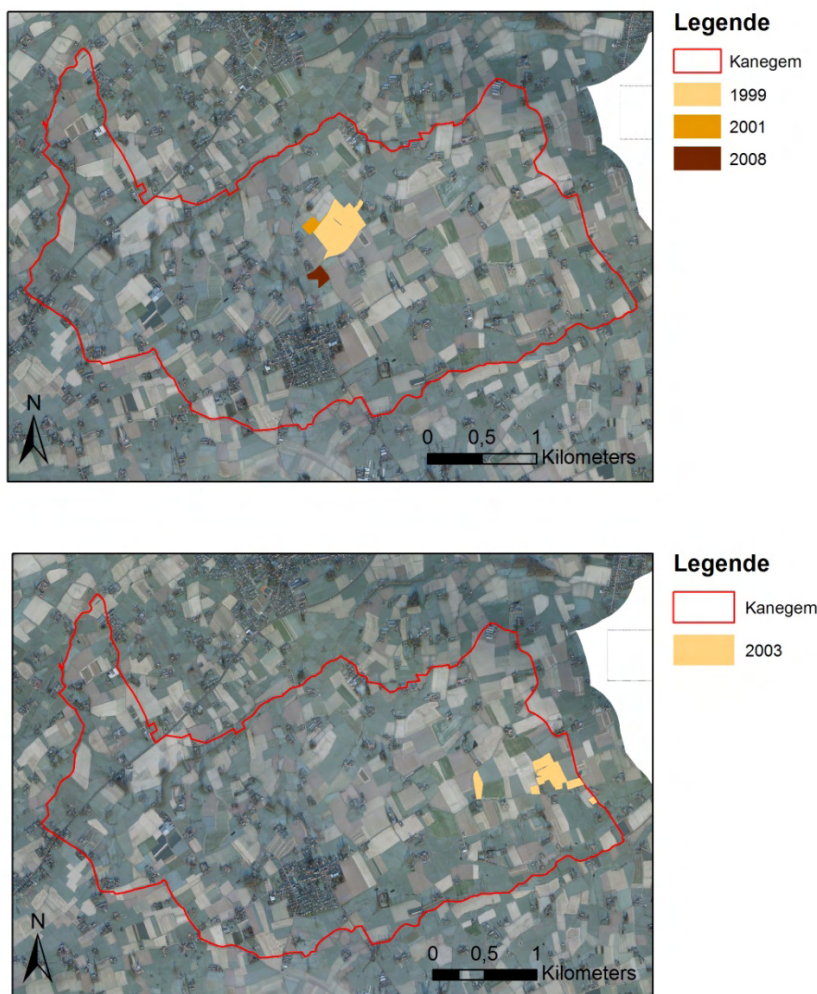 Legende
Kanegem
1999
2001
2008
N
0 0,5 1
Kilometers
Legende
Kanegem
2003
N
0 0,5 1
Kilometers